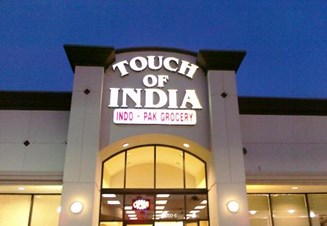 TOUCH
OF
INDIA
INDO - PAK GROCERY